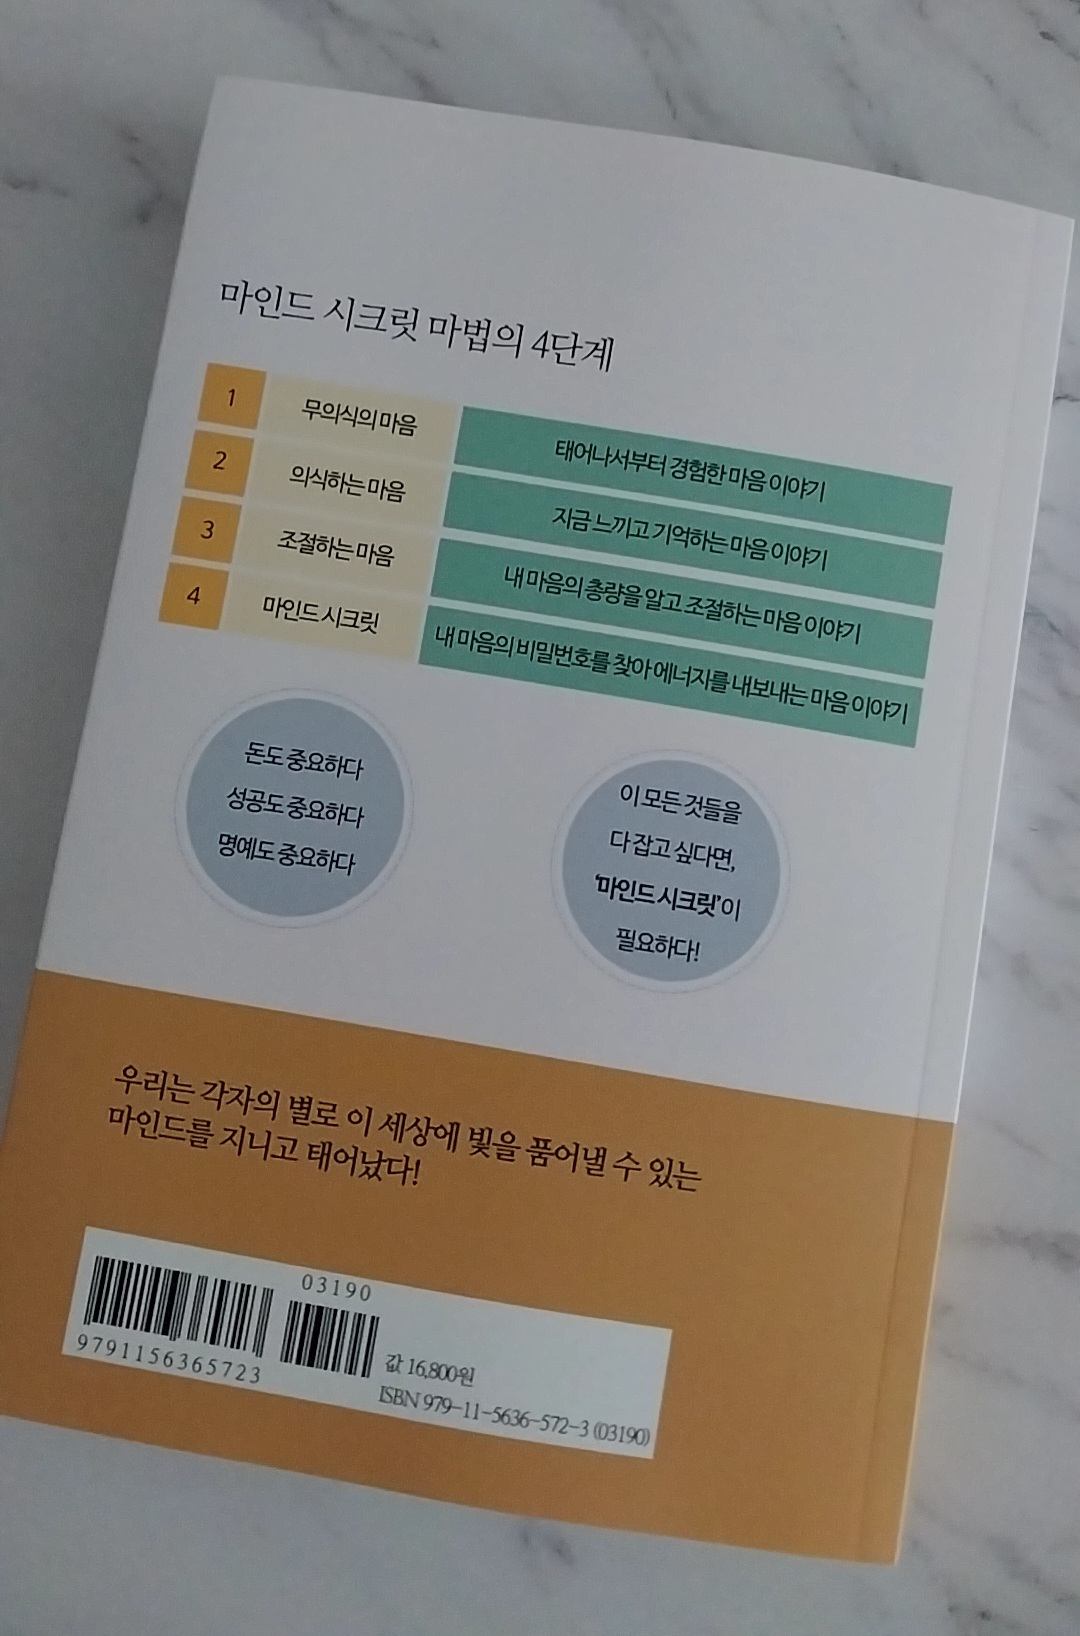 마인드 시크릿 마법의 4단계
1 무의식의 마음 태어나서부터 경험한 마음 이야기
2 의식하는 마음 지금 느끼고 기억하는 마음 이야기
3 조절하는 마음 내 마음의 총량을 알고 조절하는 마음 이야기
4 마인드 시크릿 내 마음의 비밀번호를 찾아 에너지를 내보내는 마음 이야기
돈도 중요하다
성공도 중요하다
명예도 중요하다
이 모든 것들을
다 잡고 싶다면,
‘마인드 시크릿’이
필요하다!
우리는 각자의 별로 이 세상에 빛을 품어낼 수 있는
마인드를 지니고 태어났다!
03190
9791156365723
값 16,800원
ISBN 979-11-5636-572-3 (03190)